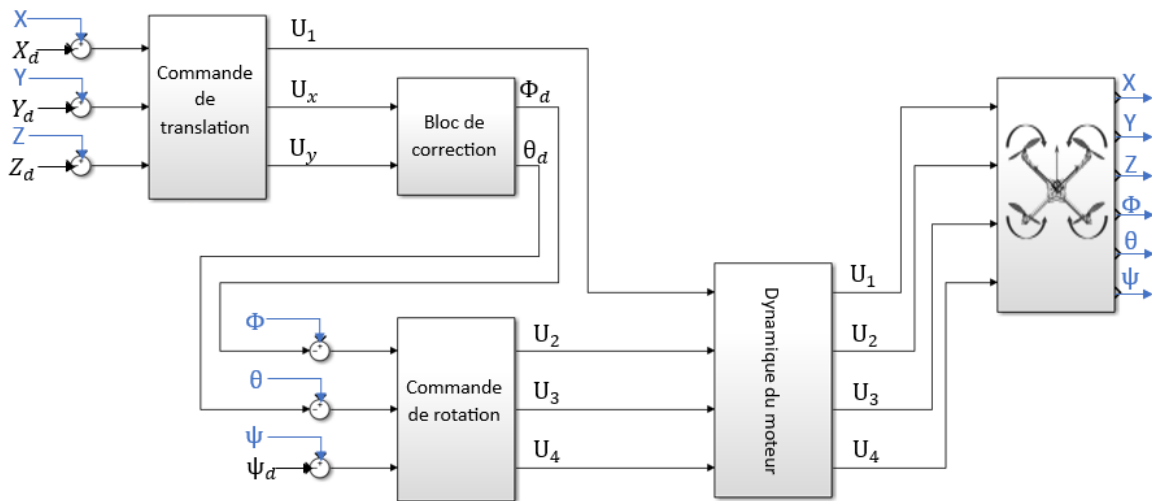 X
X_d
Y
Y_d
Z
Z_d
Commande
de
translation
U_1
U_x
U_y
Bloc de
correction
Φ_d
θ_d
Φ
θ
ψ
ψ_d
Commande
de rotation
U_2
U_3
U_4
Dynamique du moteur
U_1
U_2
U_3
U_4
X
Y
Z
Φ
θ
ψ